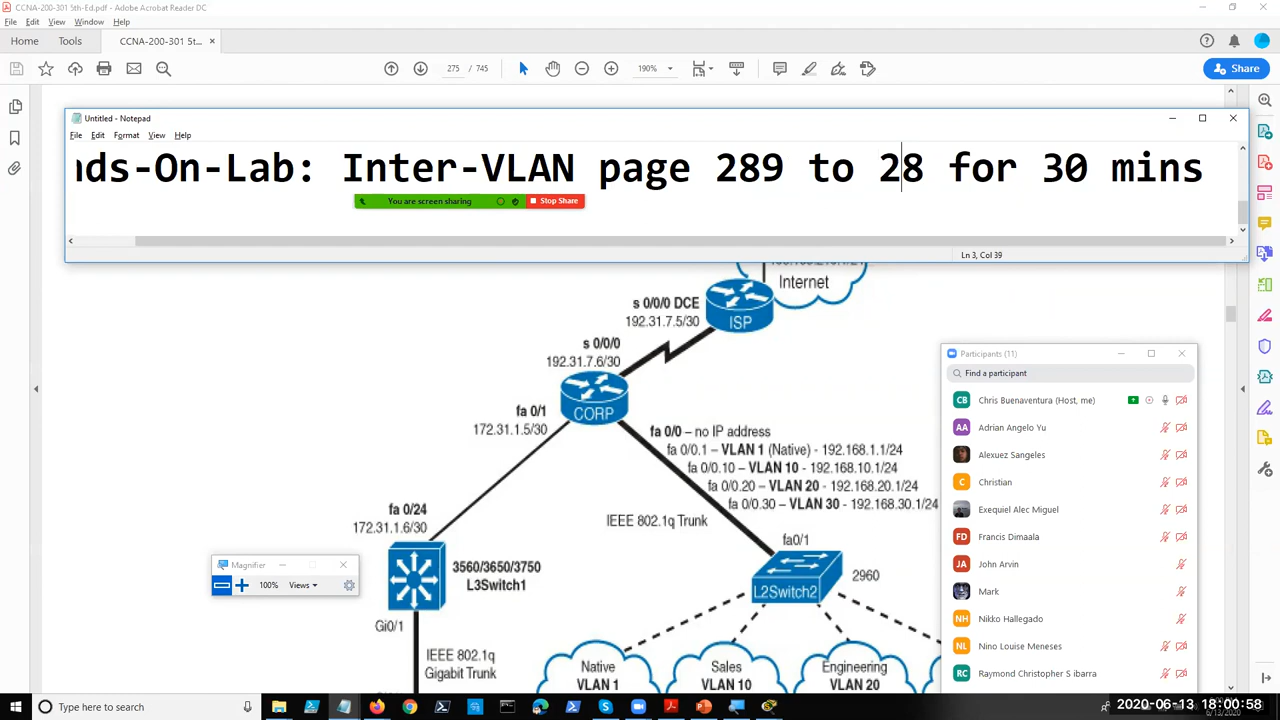 CCNA-200-301 5th-Ed.pdf - Adobe Acrobat Reader DC
File Edit View Window Help
Home Tools CCNA-200-301 5t... ×
275 / 745 190% Share
Untitled - Notepad
File Edit Format View Help
ds-On-Lab: Inter-VLAN page 289 to 28 for 30 mins
You are screen sharing Stop Share
Ln 3, Col 39
Internet
s 0/0/0 DCE
192.31.7.5/30
ISP
s 0/0/0
192.31.7.6/30
CORP
fa 0/1
172.31.1.5/30
fa 0/0 – no IP address
fa 0/0.1 – VLAN 1 (Native) - 192.168.1.1/24
fa 0/0.10 – VLAN 10 - 192.168.10.1/24
fa 0/0.20 – VLAN 20 - 192.168.20.1/24
fa 0/0.30 – VLAN 30 - 192.168.30.1/24
IEEE 802.1q Trunk
fa 0/24
172.31.1.6/30
fa0/1
3560/3650/3750
L3Switch1
2960
L2Switch2
Gi0/1
IEEE 802.1q
Gigabit Trunk
Native
VLAN 1
Sales
VLAN 10
Engineering
VLAN 20
Magnifier
100% Views
Participants (11)
Find a participant
CB Chris Buenaventura (Host, me)
AA Adrian Angelo Yu
Alexuez Sangeles
C Christian
Exequiel Alec Miguel
FD Francis Dimaala
JA John Arvin
Mark
NH Nikko Hallegado
NL Nino Louise Meneses
RC Raymond Christopher S ibarra
Type here to search
2020-06-13 18:00:58